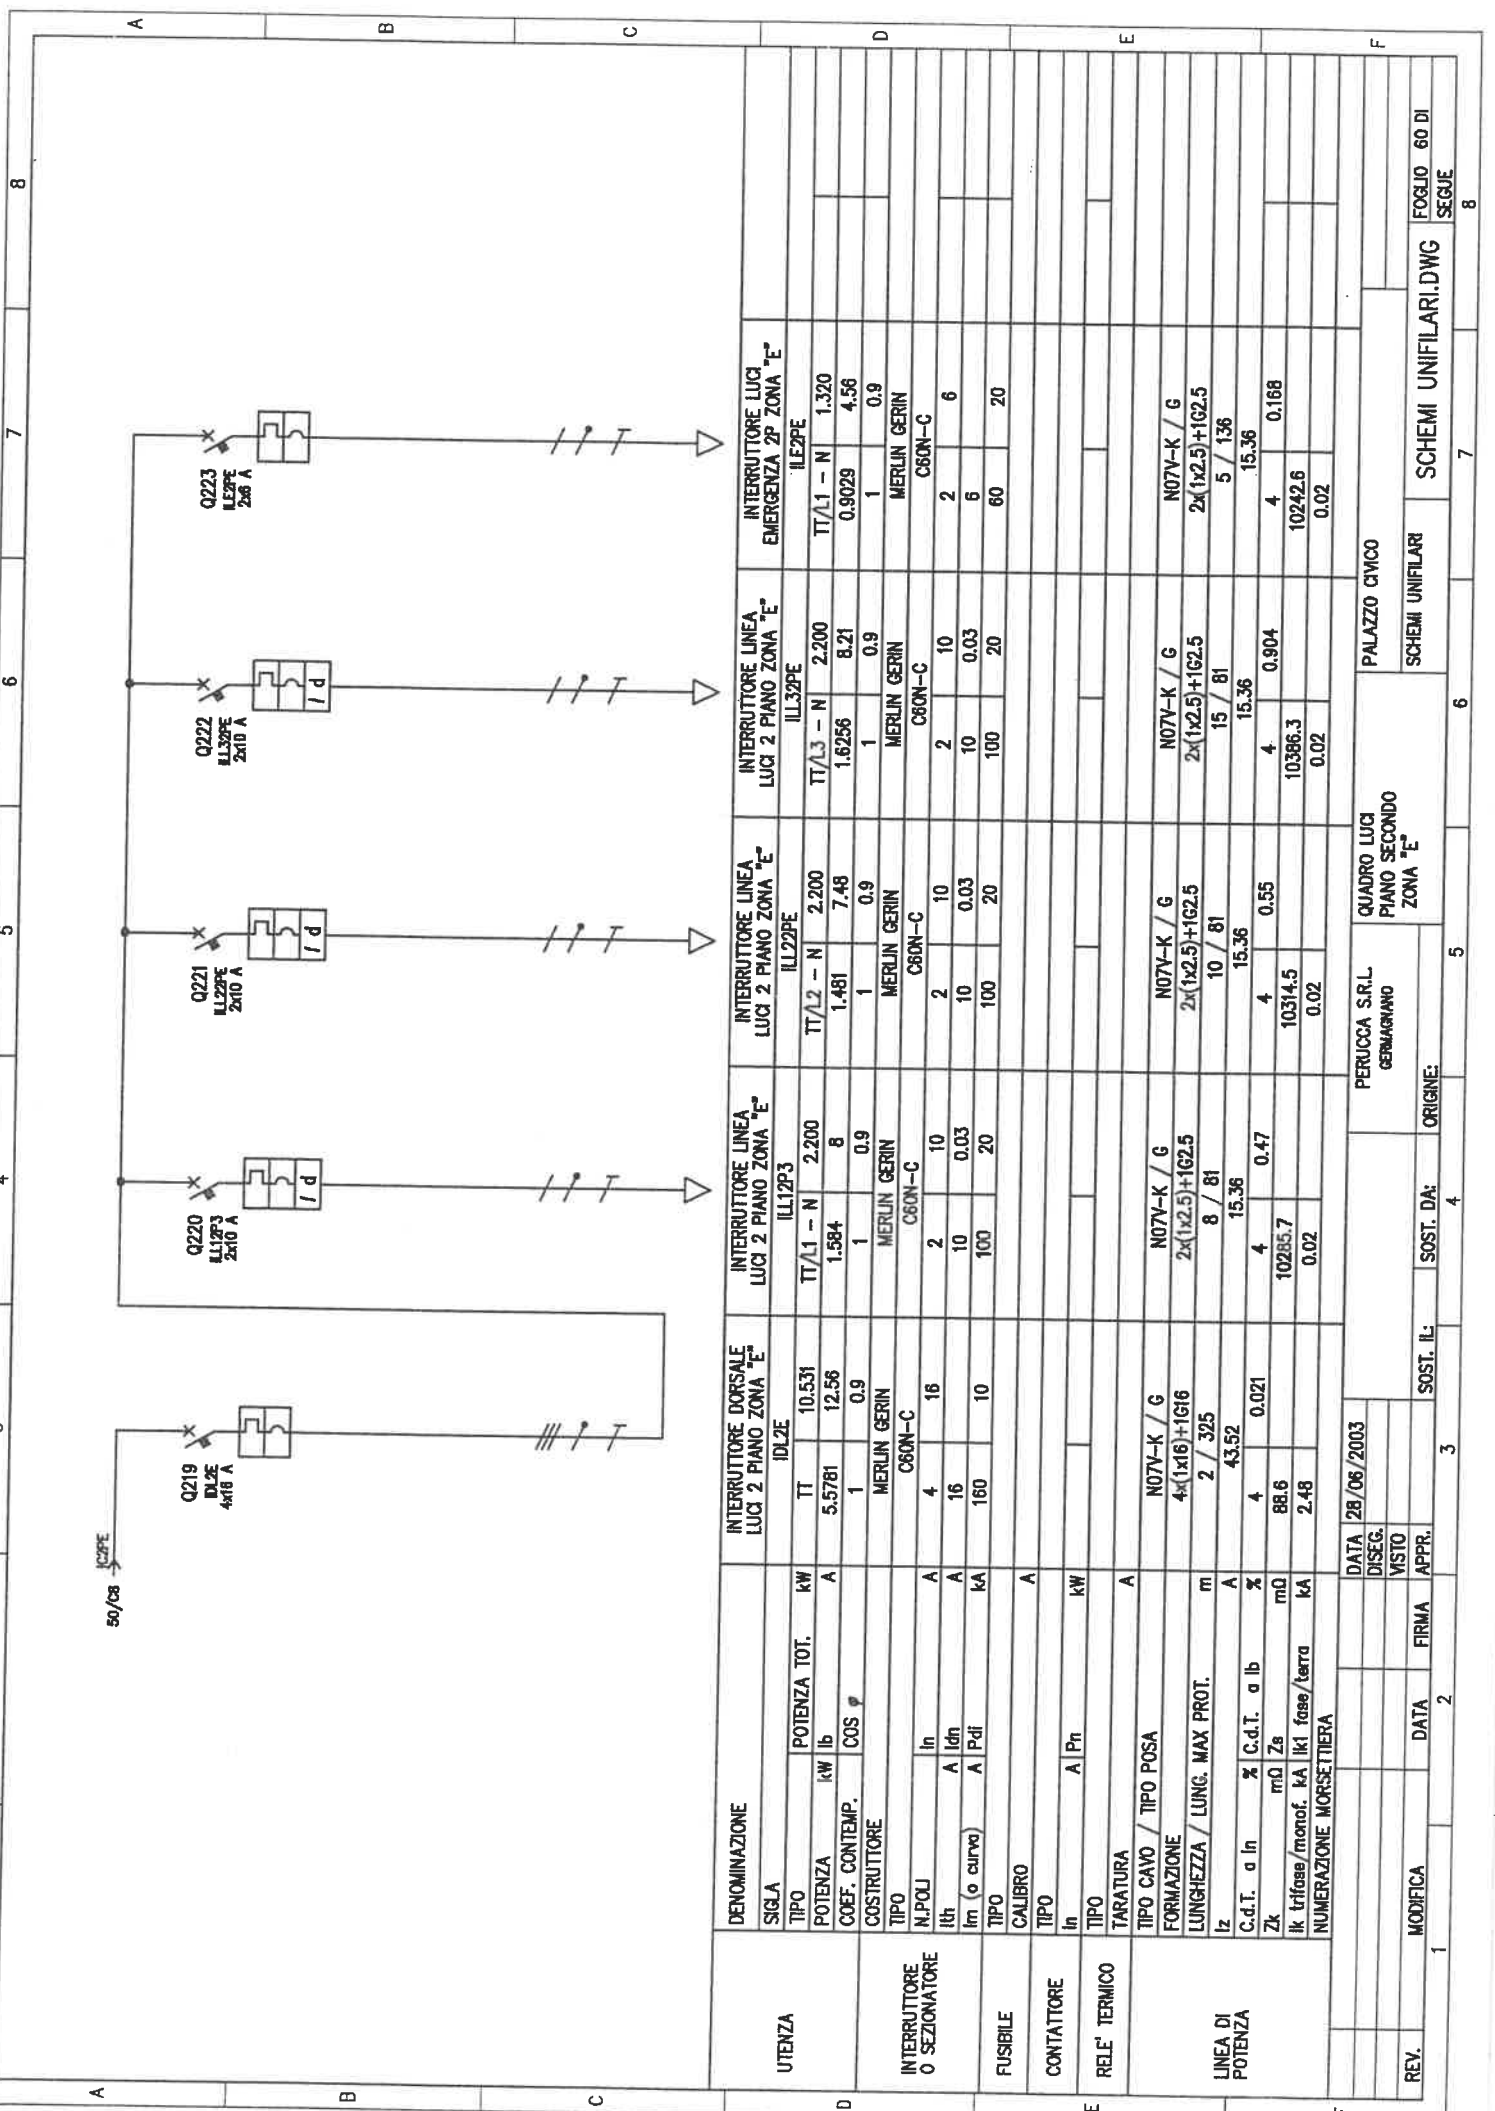 8
7
6
5
4
A
B
C
D
E
F
A
B
C
D
E
50/C8
IC2PE
Q219
IDL2E
4x16 A
Q220
ILL12P3
2x10 A
I d
Q221
ILL22PE
2x10 A
I d
Q222
ILL32PE
2x10 A
I d
Q223
ILE2PE
2x6 A
UTENZA
INTERRUTTORE
O SEZIONATORE
FUSIBILE
CONTATTORE
RELE' TERMICO
LINEA DI
POTENZA
DENOMINAZIONE
SIGLA
TIPO POTENZA TOT. kW
POTENZA kW Ib A
COEF. CONTEMP. COS φ
COSTRUTTORE
TIPO
N.POLI In A
Ith A Idn A
Im (o curva) A Pdi kA
TIPO
CALIBRO A
TIPO
In A Pn kW
TIPO
TARATURA A
TIPO CAVO / TIPO POSA
FORMAZIONE
LUNGHEZZA / LUNG. MAX PROT. m
Iz A
C.d.T. a In % C.d.T. a Ib %
Zk mΩ Zs mΩ
Ik trifase/monof. kA Ik1 fase/terra kA
NUMERAZIONE MORSETTIERA
INTERRUTTORE DORSALE
LUCI 2 PIANO ZONA "E"
IDL2E
TT 10.531
5.5781 12.56
1 0.9
MERLIN GERIN
C60N-C
4 16
16
160 10
N07V-K / G
4x(1x16)+1G16
2 / 325
43.52
4 0.021
88.6
2.48
INTERRUTTORE LINEA
LUCI 2 PIANO ZONA "E"
ILL12P3
TT/L1 - N 2.200
1.584 8
1 0.9
MERLIN GERIN
C60N-C
2 10
10 0.03
100 20
N07V-K / G
2x(1x2.5)+1G2.5
8 / 81
15.36
4 0.47
10285.7
0.02
INTERRUTTORE LINEA
LUCI 2 PIANO ZONA "E"
ILL22PE
TT/L2 - N 2.200
1.481 7.48
1 0.9
MERLIN GERIN
C60N-C
2 10
10 0.03
100 20
N07V-K / G
2x(1x2.5)+1G2.5
10 / 81
15.36
4 0.55
10314.5
0.02
INTERRUTTORE LINEA
LUCI 2 PIANO ZONA "E"
ILL32PE
TT/L3 - N 2.200
1.6256 8.21
1 0.9
MERLIN GERIN
C60N-C
2 10
10 0.03
100 20
N07V-K / G
2x(1x2.5)+1G2.5
15 / 81
15.36
4 0.904
10386.3
0.02
INTERRUTTORE LUCI
EMERGENZA 2P ZONA "E"
ILE2PE
TT/L1 - N 1.320
0.9029 4.56
1 0.9
MERLIN GERIN
C60N-C
2 6
6
60 20
N07V-K / G
2x(1x2.5)+1G2.5
5 / 136
15.36
4 0.168
10242.6
0.02
REV.
MODIFICA
DATA
FIRMA
DATA 28/06/2003
DISEG.
VISTO
APPR.
SOST. IL:
SOST. DA:
ORIGINE:
PERUCCA S.R.L.
GERMAGNANO
QUADRO LUCI
PIANO SECONDO
ZONA "E"
PALAZZO CIVICO
SCHEMI UNIFILARI
SCHEMI UNIFILARI.DWG
FOGLIO 60 DI
SEGUE
1
2
3
4
5
6
7
8